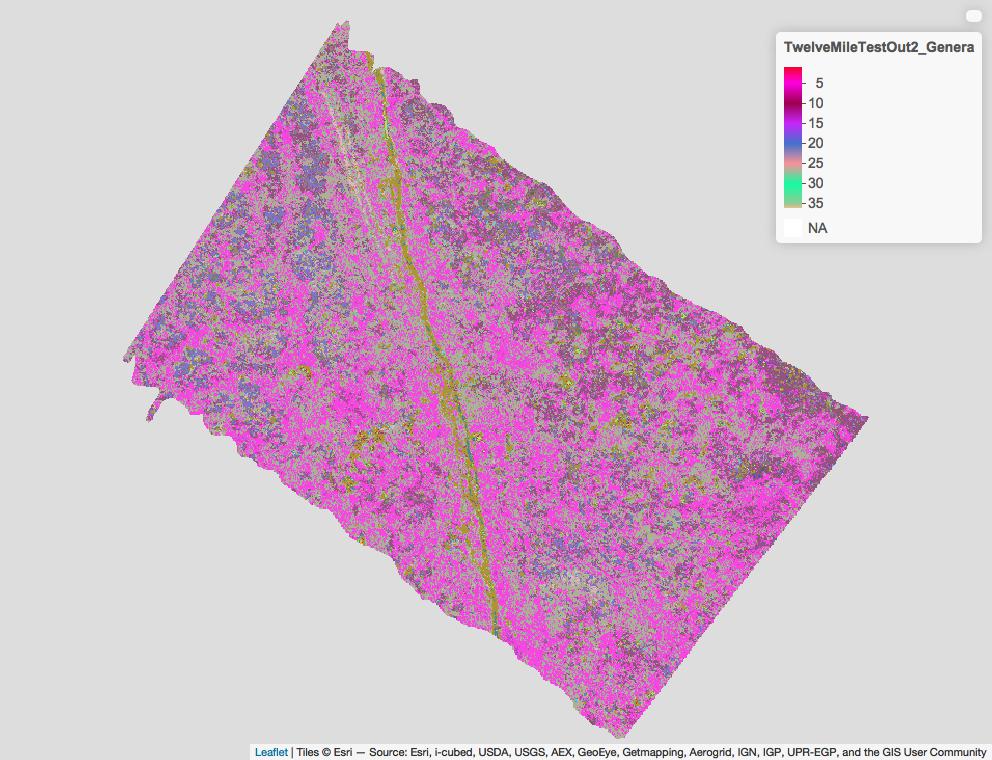 TwelveMileTestOut2_Genera
5
10
15
20
25
30
35
NA
Leaflet | Tiles © Esri — Source: Esri, i-cubed, USDA, USGS, AEX, GeoEye, Getmapping, Aerogrid, IGN, IGP, UPR-EGP, and the GIS User Community